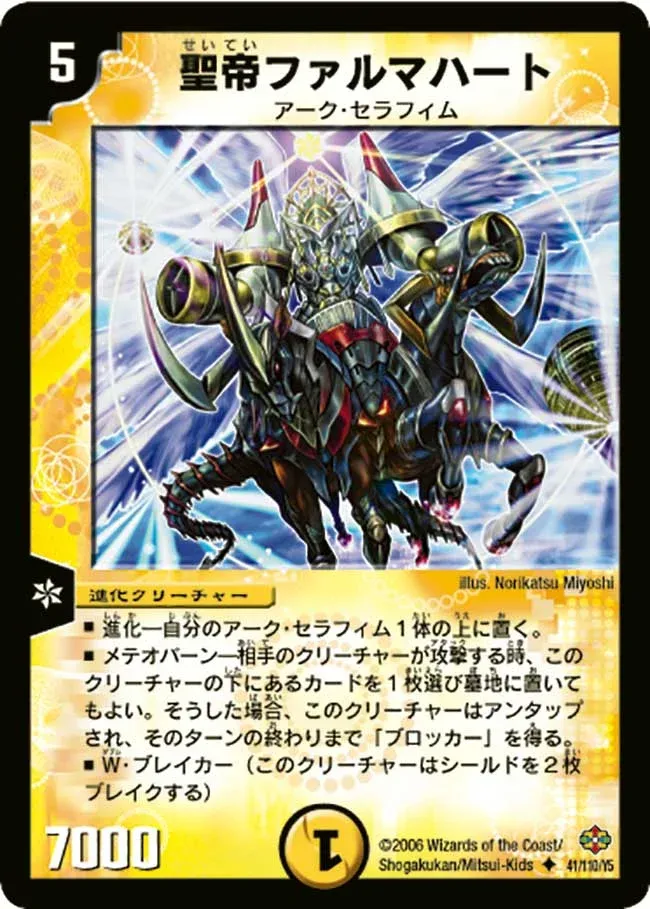 5
せいてい
聖帝ファルマハート
アーク・セラフィム
illus. Norikatsu Miyoshi
進化クリーチャー
■ 進化―自分のアーク・セラフィム1体の上に置く。
■ メテオバーン―相手のクリーチャーが攻撃する時、この
クリーチャーの下にあるカードを1枚選び墓地に置いて
もよい。そうした場合、このクリーチャーはアンタップ
され、そのターンの終わりまで「ブロッカー」を得る。
■ W・ブレイカー(このクリーチャーはシールドを2枚
ブレイクする)
7000
1
©2006 Wizards of the Coast/
Shogakukan/Mitsui-Kids
41/110/Y5